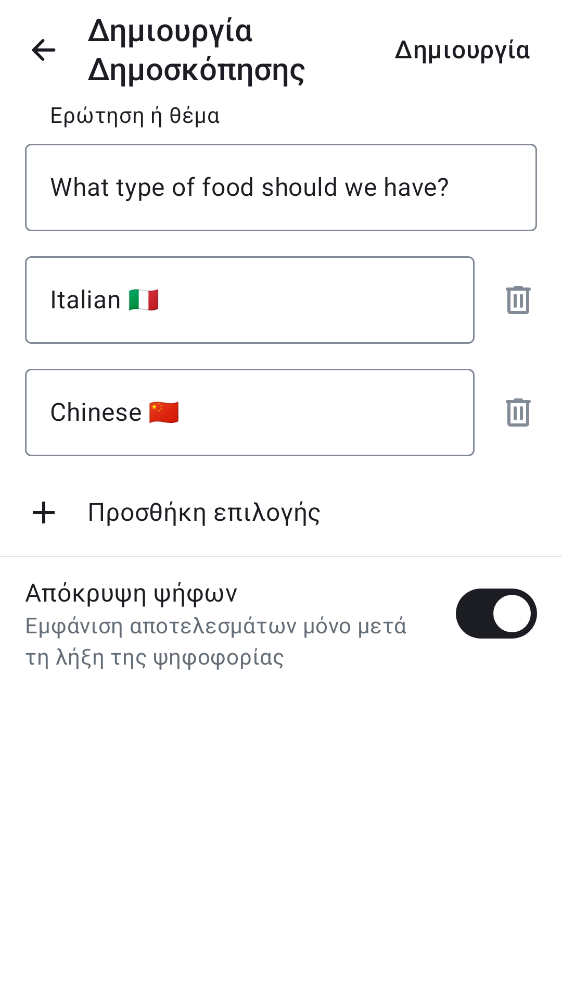 Δημιουργία
Δημοσκόπησης
Δημιουργία
Ερώτηση ή θέμα
What type of food should we have?
Italian 🇮🇹
Chinese 🇨🇳
Προσθήκη επιλογής
Απόκρυψη ψήφων
Εμφάνιση αποτελεσμάτων μόνο μετά
τη λήξη της ψηφοφορίας